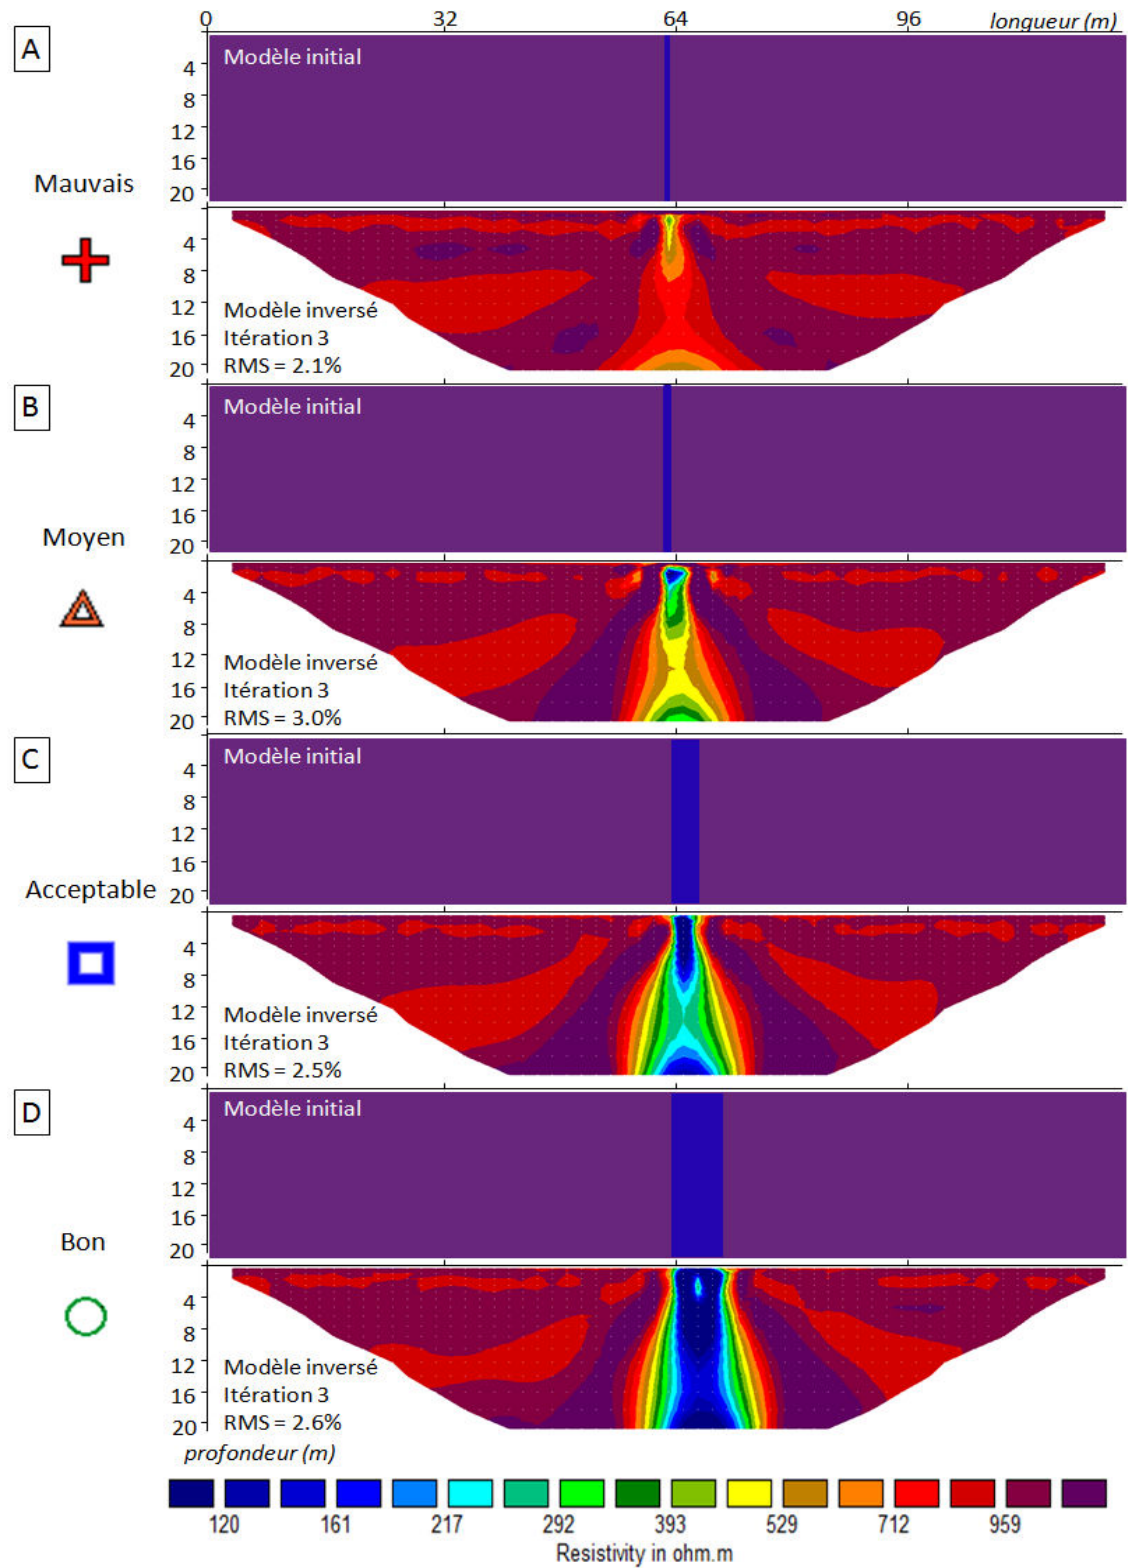 0 32 64 96 longueur (m)
A
Modèle initial
4
8
12
16
20
Mauvais
4
8
12
16
20
Modèle inversé
Itération 3
RMS = 2.1%
B
Modèle initial
4
8
12
16
20
Moyen
4
8
12
16
20
Modèle inversé
Itération 3
RMS = 3.0%
C
Modèle initial
4
8
12
16
20
Acceptable
4
8
12
16
20
Modèle inversé
Itération 3
RMS = 2.5%
D
Modèle initial
4
8
12
16
20
Bon
4
8
12
16
20
Modèle inversé
Itération 3
RMS = 2.6%
profondeur (m)
120 161 217 292 393 529 712 959
Resistivity in ohm.m